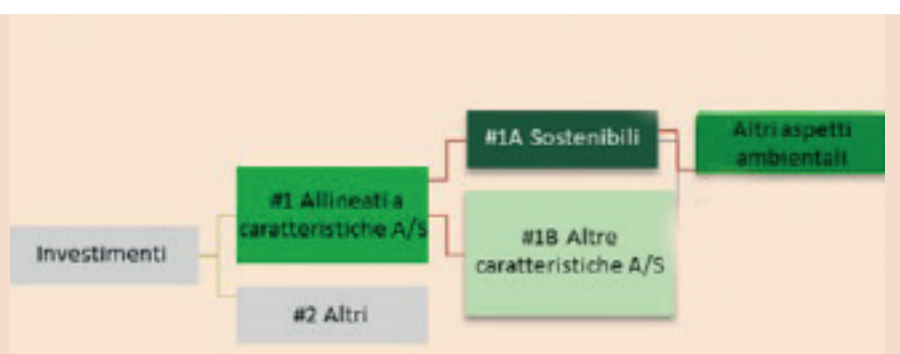 Investimenti
#1 Allineati a
caratteristiche A/S
#2 Altri
#1A Sostenibili
#1B Altre
caratteristiche A/S
Altri aspetti
ambientali